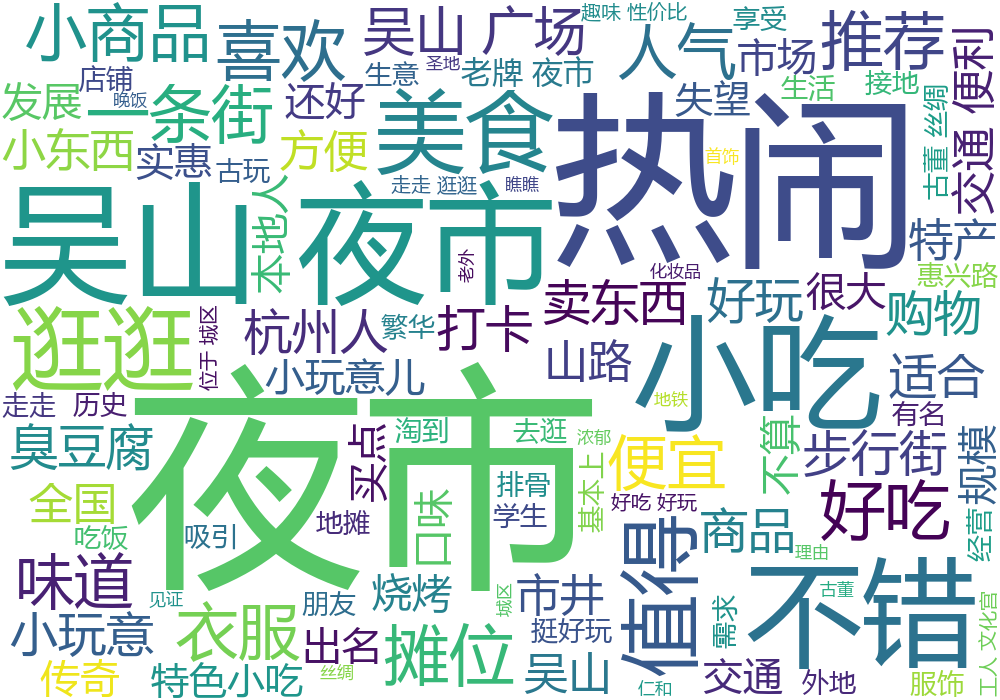 小商品
喜欢
吴山 广场
趣味 性价比
享受
人气
市场
推荐
便利
店铺
生意
圣地
老牌 夜市
失望
生活
接地
发展
晚饭
一条街
还好
美食
热闹
古董 丝绸
交通
小东西
实惠
古玩
方便
首饰
走走 逛逛
瞧瞧
吴山 夜市
本地人
老外
化妆品
特产
惠兴路
卖东西
好玩
很大
购物
逛逛
位于 城区
杭州人
繁华
打卡
小吃
山路
小玩意儿
适合
走走
历史
地铁
有名
臭豆腐
夜市
买点
淘到
去逛
浓郁
便宜
不算
步行街
规模
全国
口味
排骨
基本上
好吃 好玩
好吃
吃饭
吸引
地摊
学生
值得
商品
理由
经营
味道
见证
朋友
烧烤
城区
市井
不错
古董
小玩意
衣服
出名
摊位
挺好玩
需求
工人 文化宫
传奇
特色小吃
丝绸
吴山
仁和
交通
外地
服饰